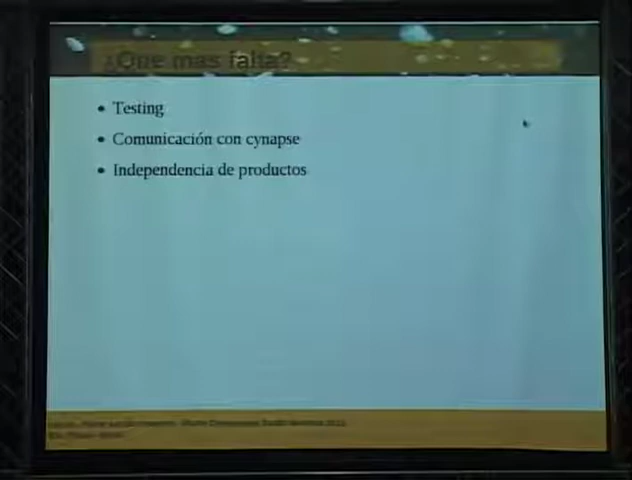 ¿Que mas falta?
Testing
Comunicación con cynapse
Independencia de productos